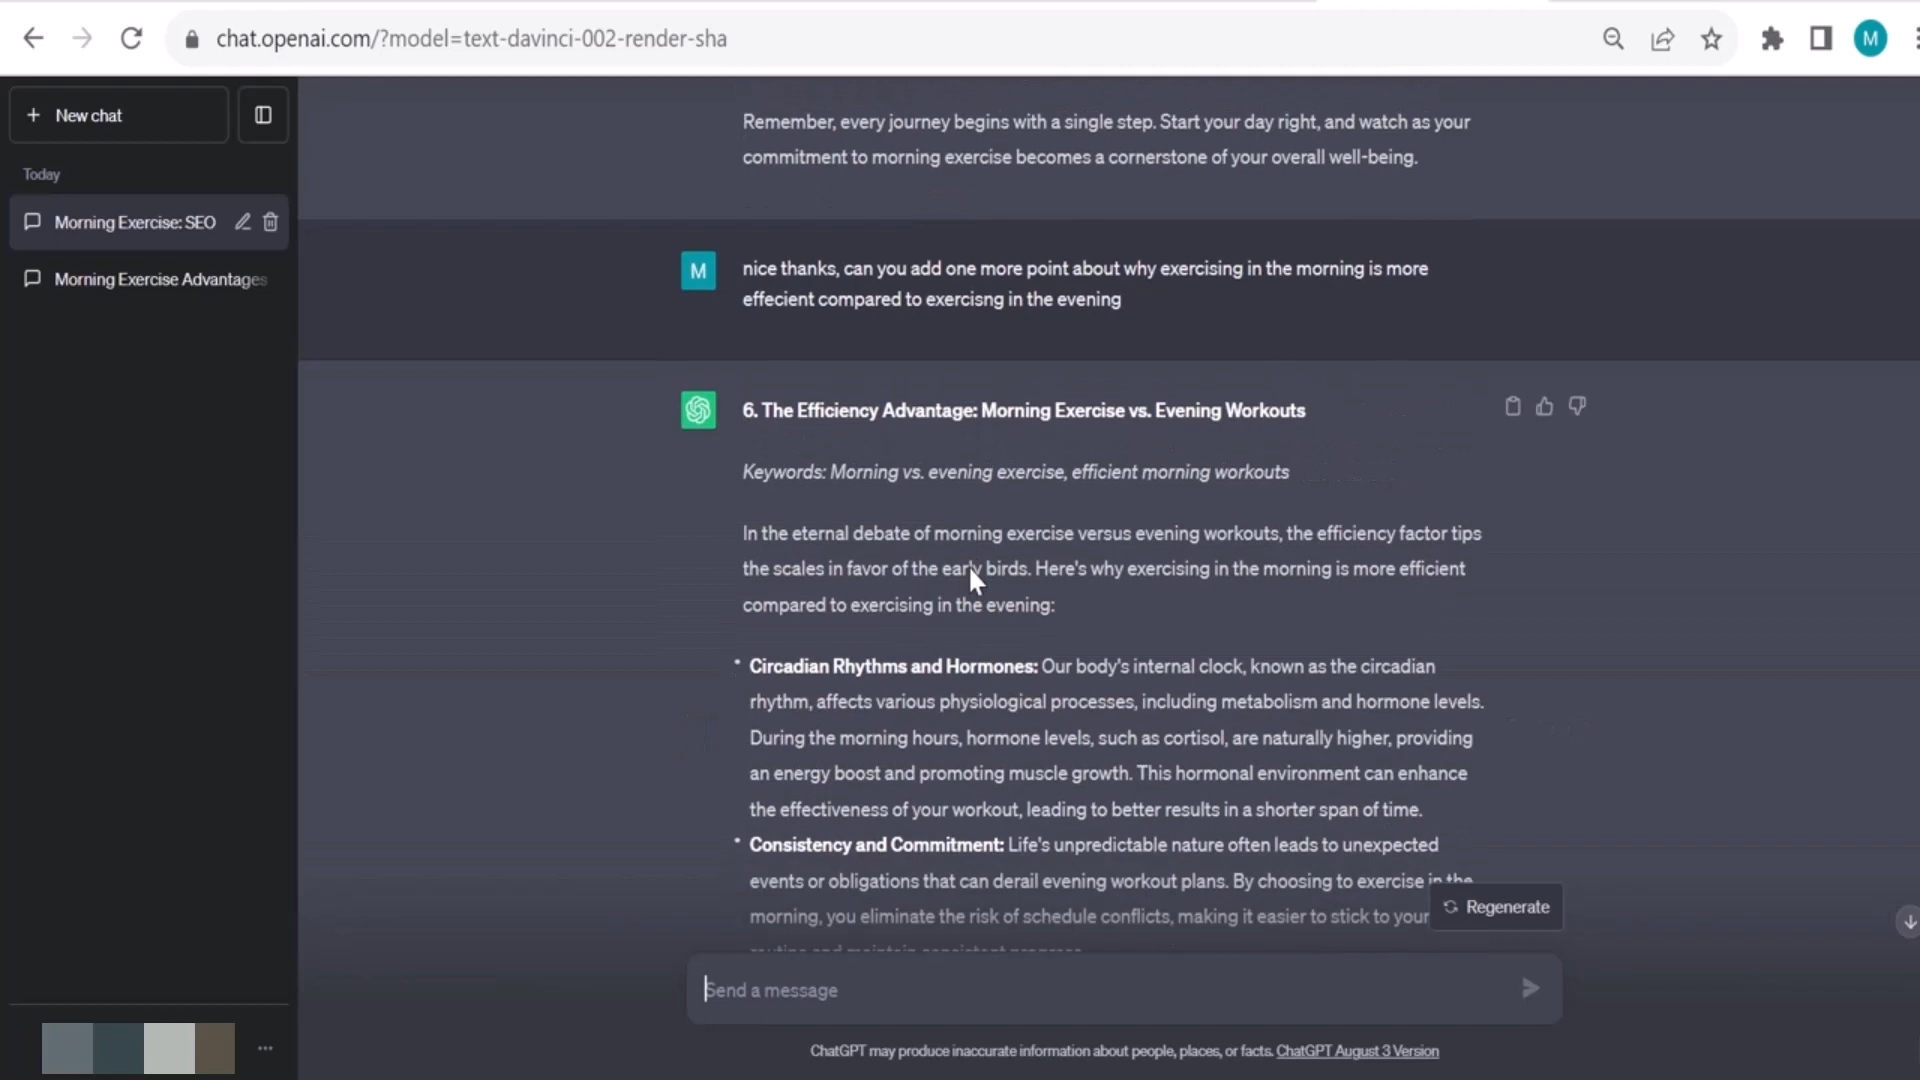 chat.openai.com/?model=text-davinci-002-render-sha
M
+ New chat
Today
Morning Exercise: SEO
Morning Exercise Advantages
Remember, every journey begins with a single step. Start your day right, and watch as your
commitment to morning exercise becomes a cornerstone of your overall well-being.
M
nice thanks, can you add one more point about why exercising in the morning is more
effecient compared to exercisng in the evening
6. The Efficiency Advantage: Morning Exercise vs. Evening Workouts
Keywords: Morning vs. evening exercise, efficient morning workouts
In the eternal debate of morning exercise versus evening workouts, the efficiency factor tips
the scales in favor of the early birds. Here's why exercising in the morning is more efficient
compared to exercising in the evening:
• Circadian Rhythms and Hormones: Our body's internal clock, known as the circadian
rhythm, affects various physiological processes, including metabolism and hormone levels.
During the morning hours, hormone levels, such as cortisol, are naturally higher, providing
an energy boost and promoting muscle growth. This hormonal environment can enhance
the effectiveness of your workout, leading to better results in a shorter span of time.
• Consistency and Commitment: Life's unpredictable nature often leads to unexpected
events or obligations that can derail evening workout plans. By choosing to exercise in the
morning, you eliminate the risk of schedule conflicts, making it easier to stick to your
routine and maintain consistent progress.
Regenerate
Send a message
ChatGPT may produce inaccurate information about people, places, or facts. ChatGPT August 3 Version